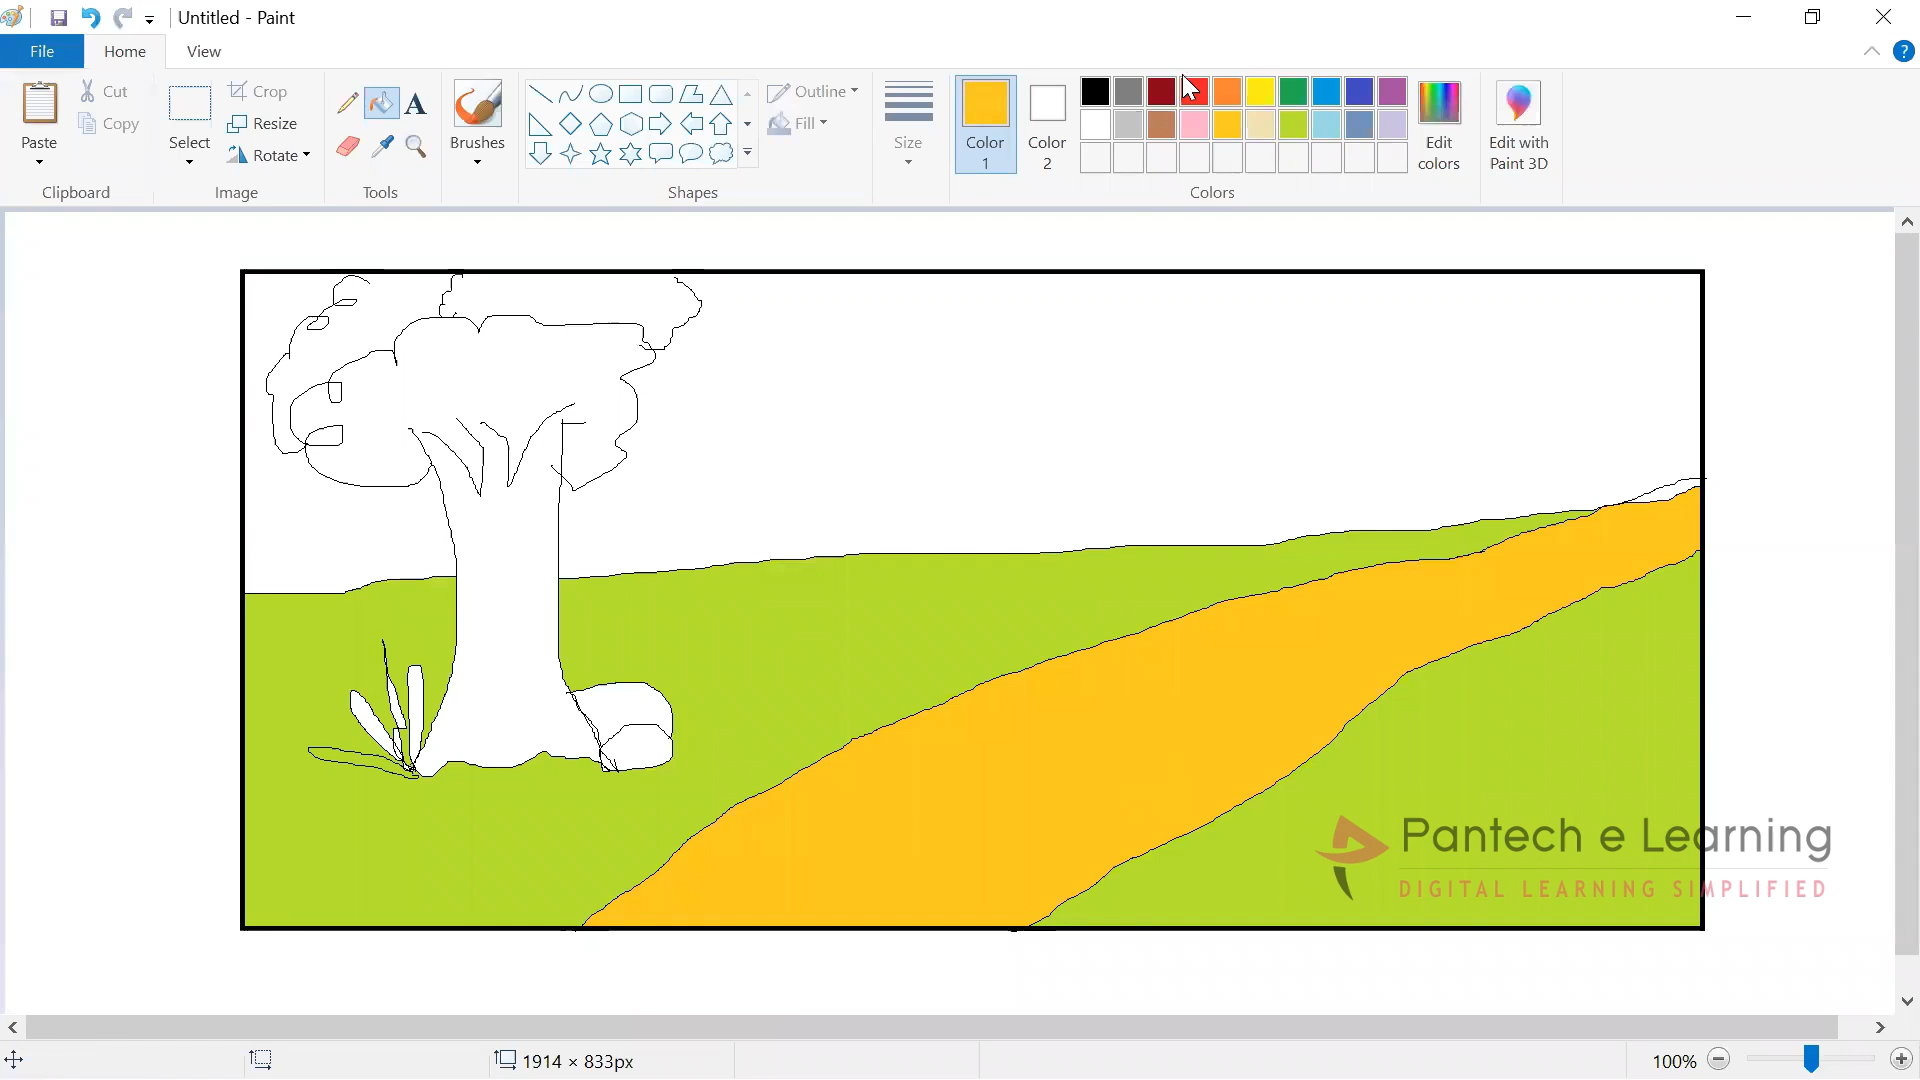 Untitled - Paint
File Home View
Paste
Cut
Copy
Clipboard
Select
Crop
Resize
Rotate
Image
A
Tools
Brushes
Shapes
Outline
Fill
Size
Color 1
Color 2
Edit colors
Colors
Edit with Paint 3D
?
Pantech e Learning
DIGITAL LEARNING SIMPLIFIED
1914 × 833px
100%